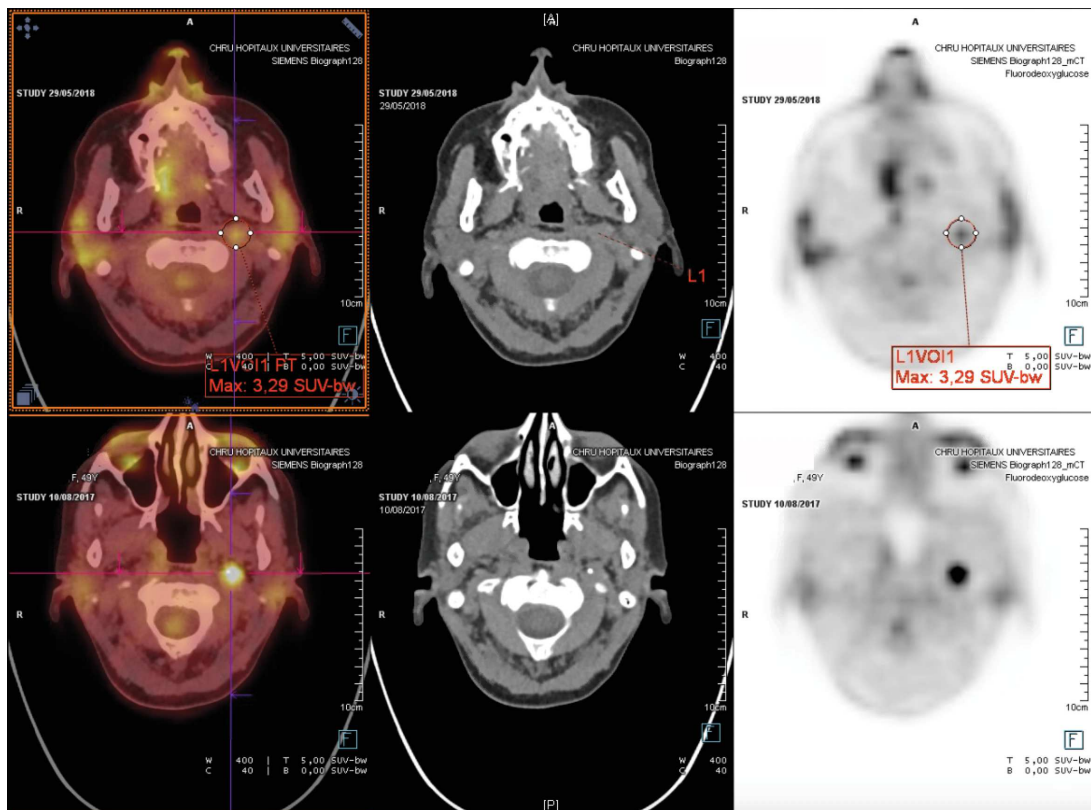 A
CHRU HOPITAUX UNIVERSITAIRES
SIEMENS Biograph128
STUDY 29/05/2018
R
10cm
F
W 400 | T 5,00 SUV-bw
C 40 | B 0,00 SUV-bw
L1VOI1 PT
Max: 3,29 SUV-bw
[A]
A
CHRU HOPITAUX UNIVERSITAIRES
Biograph128
STUDY 29/05/2018
29/05/2018
R
L1
10cm
F
W 400
C 40
A
CHRU HOPITAUX UNIVERSITAIRES
SIEMENS Biograph128_mCT
Fluorodeoxyglucose
STUDY 29/05/2018
R
10cm
F
L1VOI1
Max: 3,29 SUV-bw
T 5,00 SUV-bw
B 0,00 SUV-bw
A
CHRU HOPITAUX UNIVERSITAIRES
SIEMENS Biograph128
, F, 49Y
STUDY 10/08/2017
R
10cm
F
W 400 | T 5,00 SUV-bw
C 40 | B 0,00 SUV-bw
A
CHRU HOPITAUX UNIVERSITAIRES
Biograph128
, F, 49Y
STUDY 10/08/2017
10/08/2017
R
10cm
F
W 400
C 40
[P]
A
CHRU HOPITAUX UNIVERSITAIRES
SIEMENS Biograph128_mCT
Fluorodeoxyglucose
, F, 49Y
STUDY 10/08/2017
R
10cm
F
T 5,00 SUV-bw
B 0,00 SUV-bw